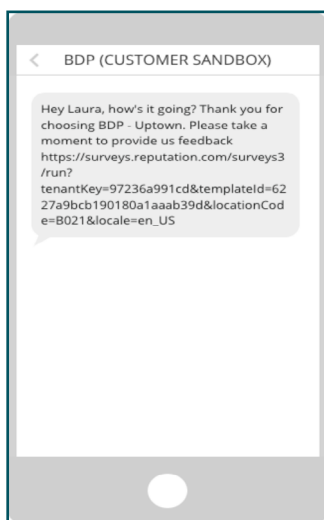 BDP (CUSTOMER SANDBOX)
Hey Laura, how's it going? Thank you for
choosing BDP - Uptown. Please take a
moment to provide us feedback
https://surveys.reputation.com/surveys3
/run?
tenantKey=97236a991cd&templateId=62
27a9bcb190180a1aaab39d&locationCod
e=B021&locale=en_US